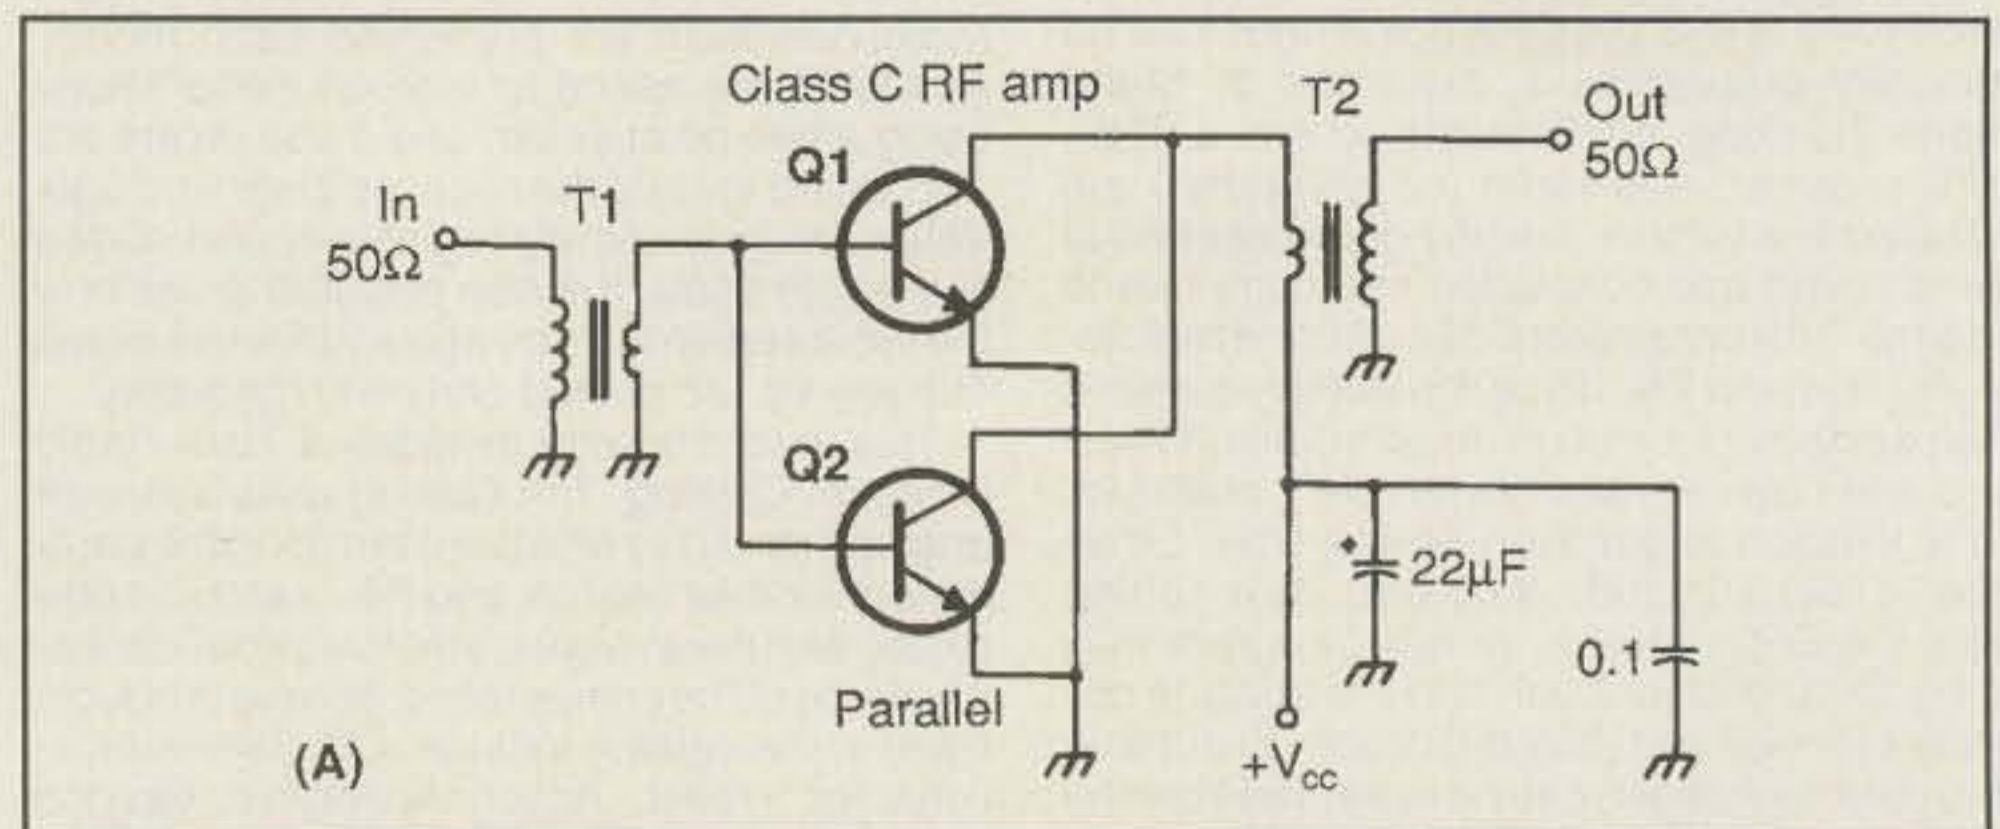 Class C RF amp
T2
Out
50Ω
Q1
In
50Ω
T1
Q2
22µF
0.1
Parallel
+Vcc
(A)